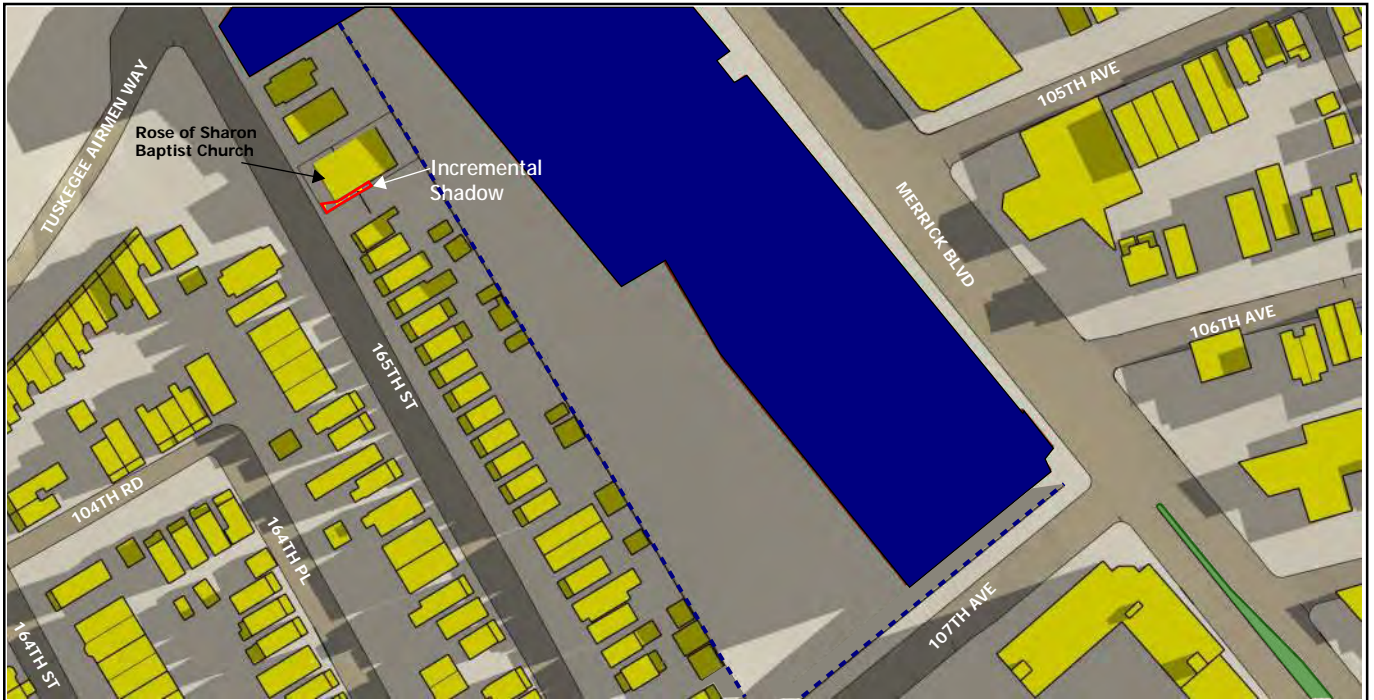 TUSKEGEE AIRMEN WAY
Rose of Sharon
Baptist Church
Incremental
Shadow
105TH AVE
MERRICK BLVD
106TH AVE
165TH ST
104TH RD
164TH PL
107TH AVE
164TH ST